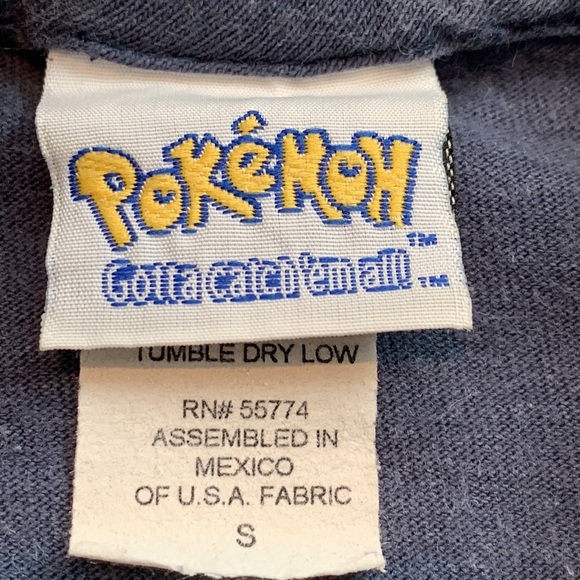 POKéMON™
Gotta catch 'em all!™
TUMBLE DRY LOW
RN# 55774
ASSEMBLED IN
MEXICO
OF U.S.A. FABRIC
S